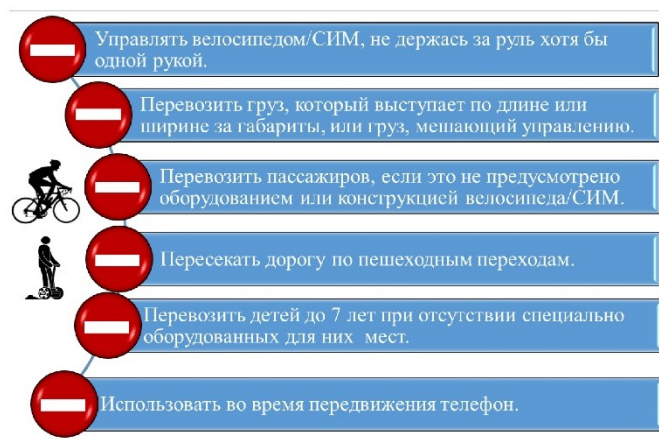 Управлять велосипедом/СИМ, не держась за руль хотя бы
одной рукой.
Перевозить груз, который выступает по длине или
ширине за габариты, или груз, мешающий управлению.
Перевозить пассажиров, если это не предусмотрено
оборудованием или конструкцией велосипеда/СИМ.
Пересекать дорогу по пешеходным переходам.
Перевозить детей до 7 лет при отсутствии специально
оборудованных для них мест.
Использовать во время передвижения телефон.